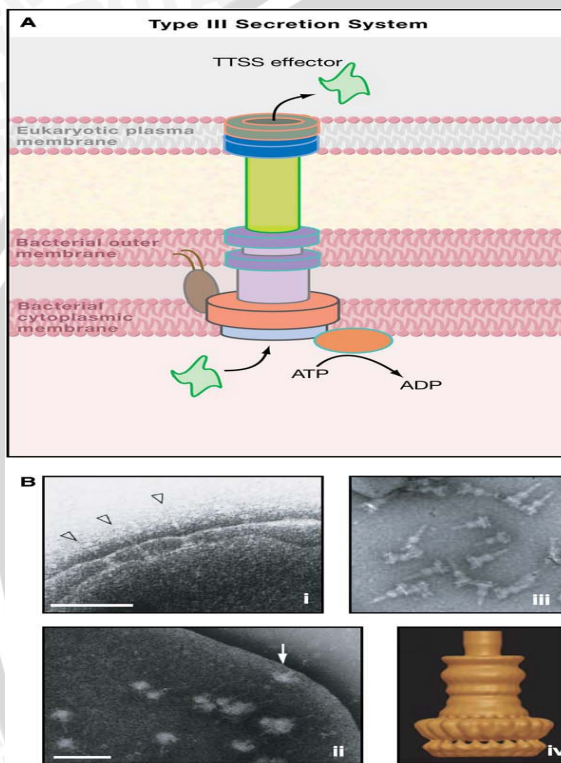 A
Type III Secretion System
TTSS effector
Eukaryotic plasma
membrane
Bacterial outer
membrane
Bacterial
cytoplasmic
membrane
ATP
ADP
B
i
iii
ii
iv